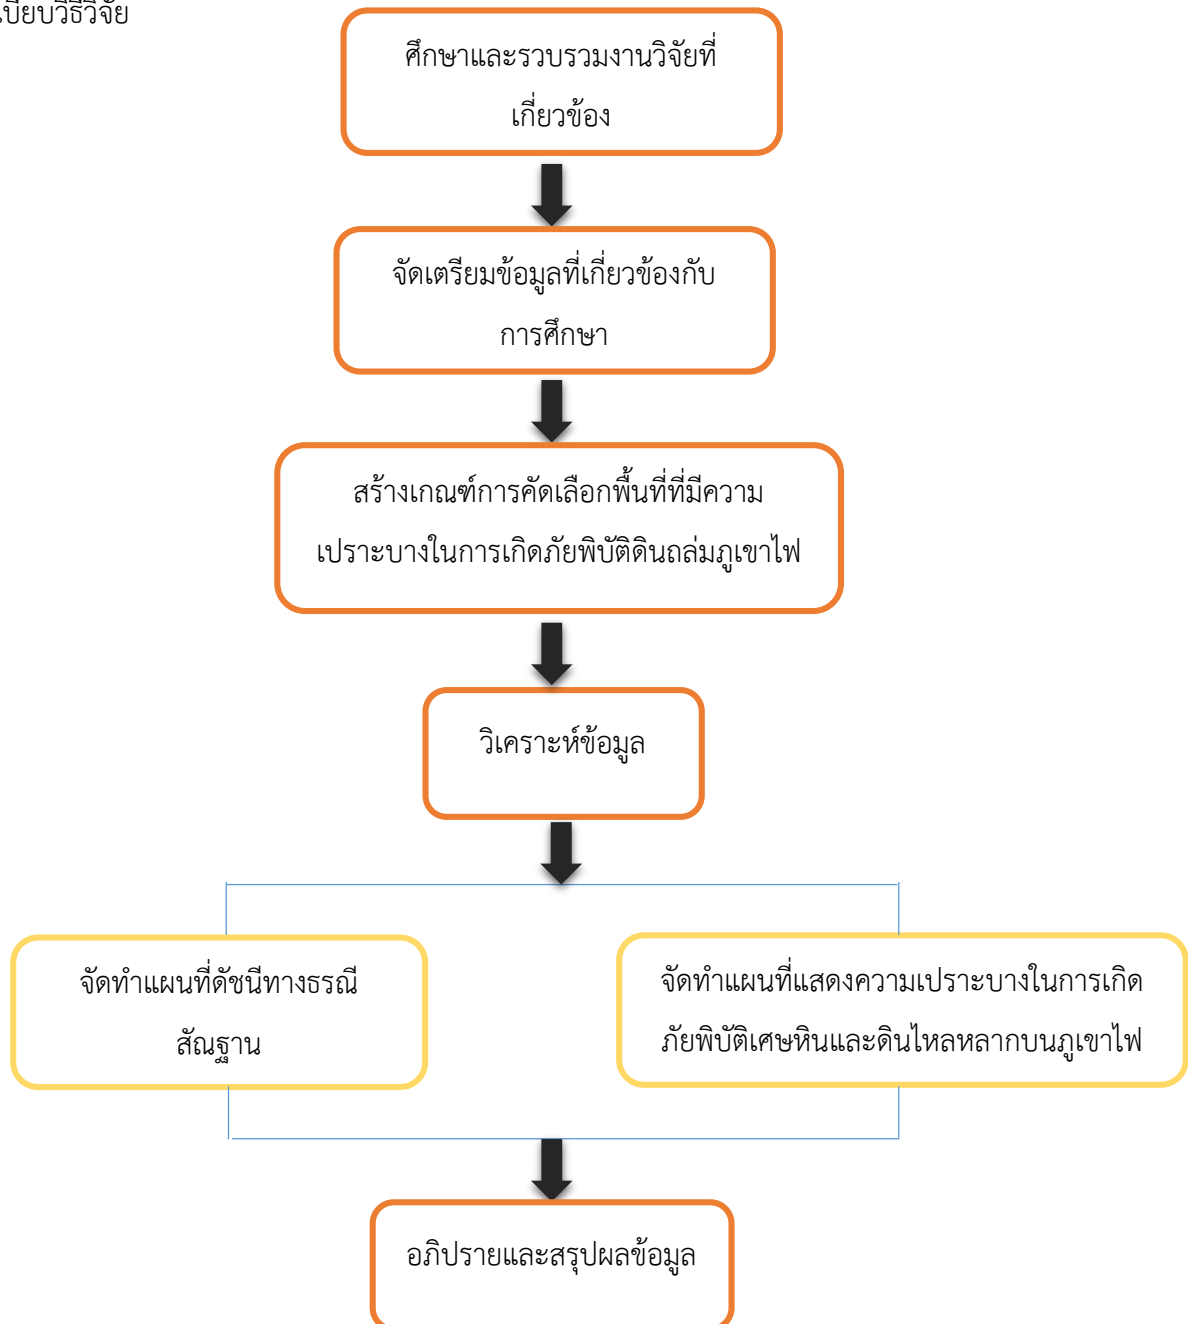 เบียบวิธีวิจัย
ศึกษาและรวบรวมงานวิจัยที่
เกี่ยวข้อง
จัดเตรียมข้อมูลที่เกี่ยวข้องกับ
การศึกษา
สร้างเกณฑ์การคัดเลือกพื้นที่ที่มีความ
เปราะบางในการเกิดภัยพิบัติดินถล่มภูเขาไฟ
วิเคราะห์ข้อมูล
จัดทำแผนที่ดัชนีทางธรณี
สัณฐาน
จัดทำแผนที่แสดงความเปราะบางในการเกิด
ภัยพิบัติเศษหินและดินไหลหลากบนภูเขาไฟ
อภิปรายและสรุปผลข้อมูล